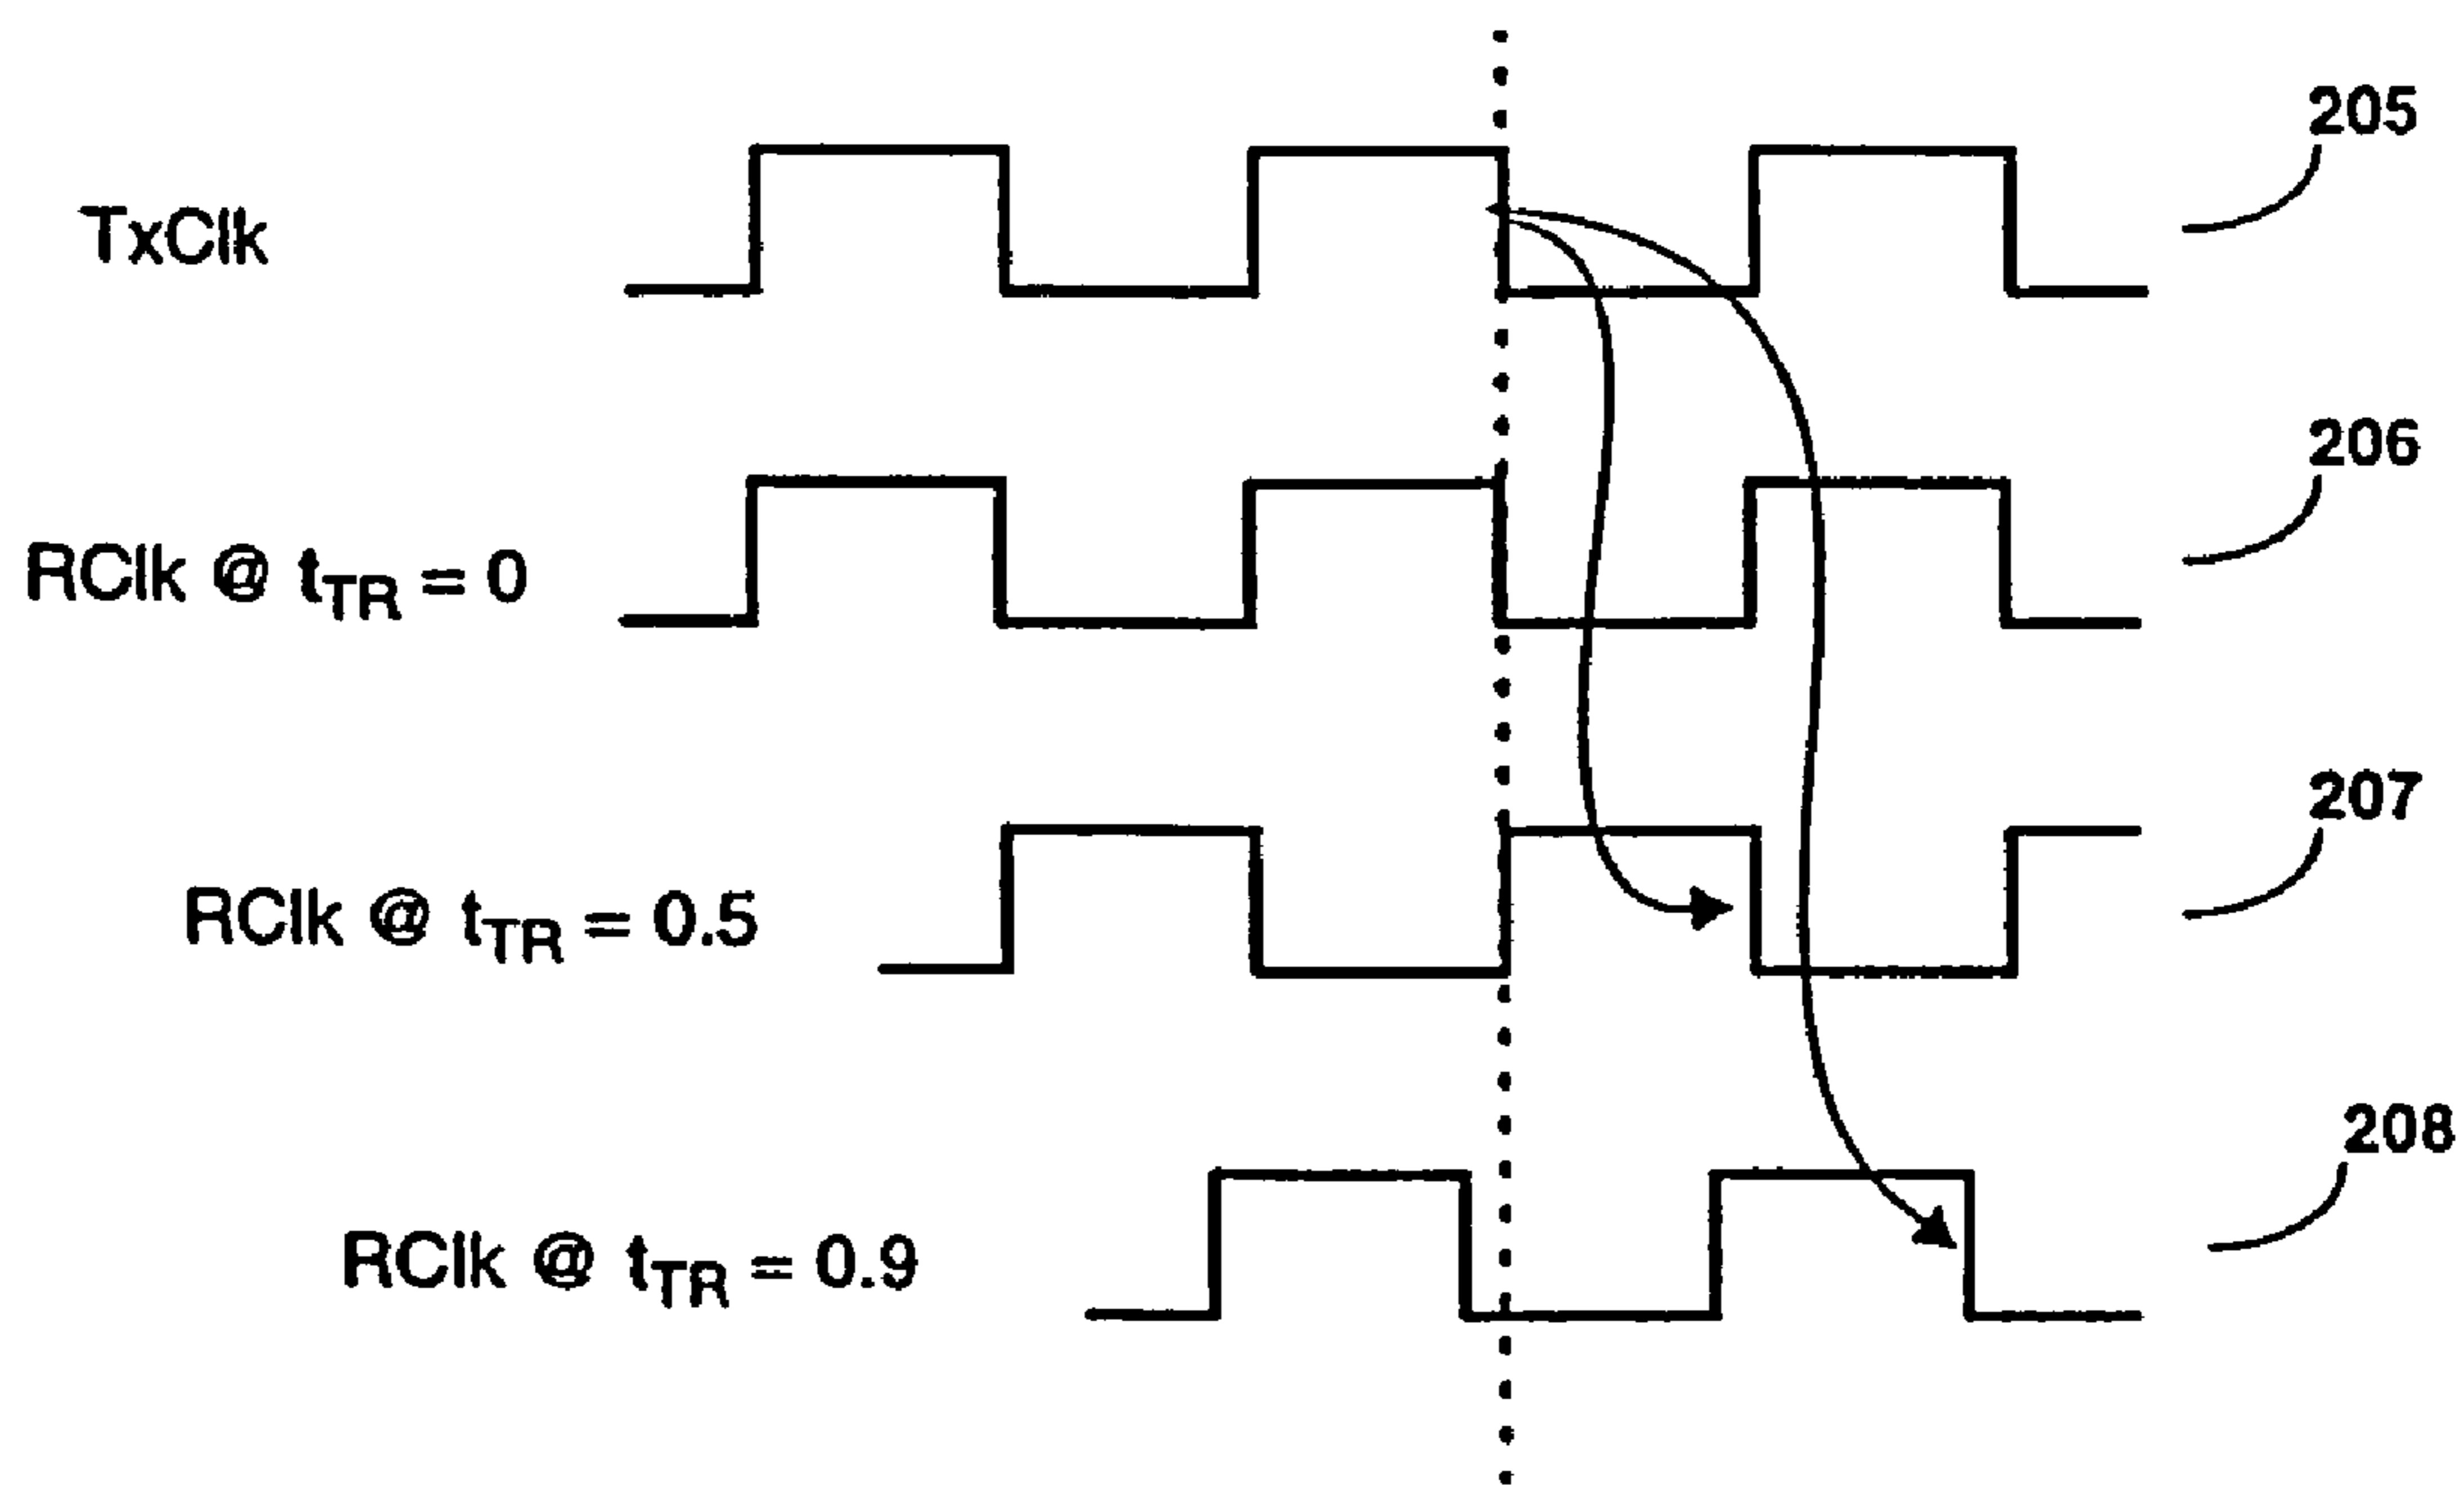 205
TxClk
206
RClk @ tTR = 0
207
RClk @ tTR = 0.5
208
RClk @ tTR = 0.9